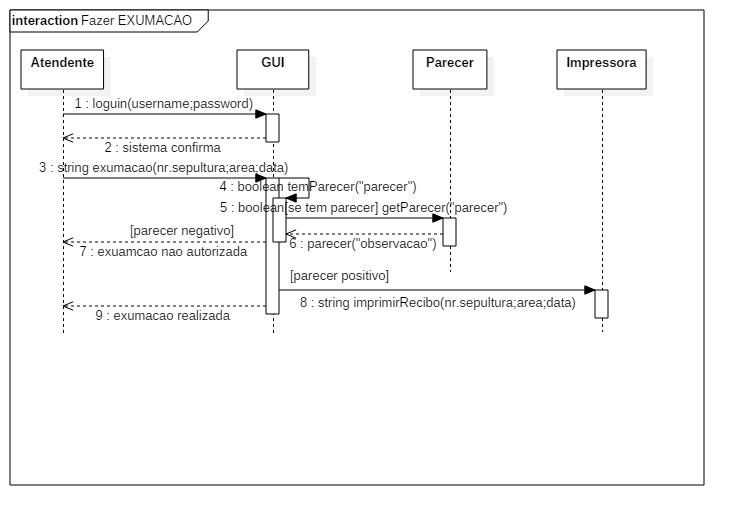 interaction Fazer EXUMACAO
Atendente
GUI
Parecer
Impressora
1 : loguin(username;password)
2 : sistema confirma
3 : string exumacao(nr.sepultura;area;data)
4 : boolean temParecer("parecer")
5 : boolean[se tem parecer] getParecer("parecer")
[parecer negativo]
6 : parecer("observacao")
7 : exuamcao nao autorizada
[parecer positivo]
8 : string imprimirRecibo(nr.sepultura;area;data)
9 : exumacao realizada